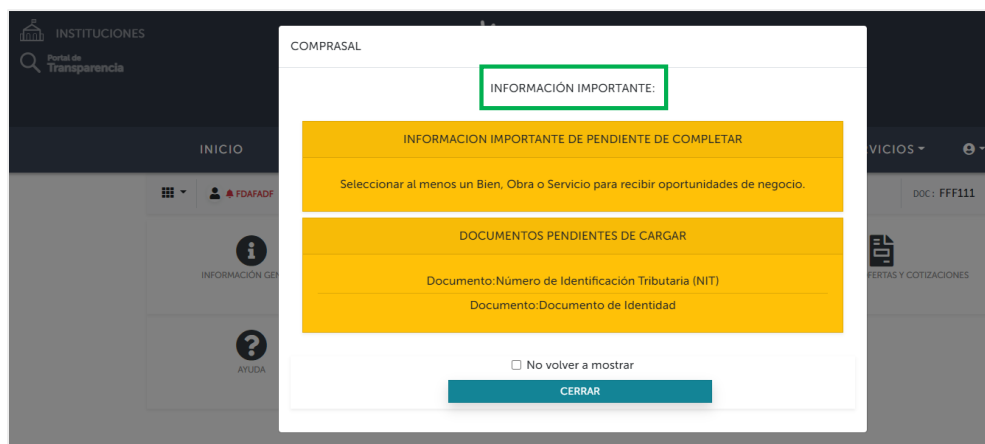 INSTITUCIONES
Portal de
Transparencia
COMPRASAL
INFORMACIÓN IMPORTANTE:
INFORMACION IMPORTANTE DE PENDIENTE DE COMPLETAR
Seleccionar al menos un Bien, Obra o Servicio para recibir oportunidades de negocio.
DOCUMENTOS PENDIENTES DE CARGAR
Documento:Número de Identificación Tributaria (NIT)
Documento:Documento de Identidad
No volver a mostrar
CERRAR
INICIO
VICIOS
FDAFADF
DOC: FFF111
INFORMACIÓN GEN
FERTAS Y COTIZACIONES
AYUDA